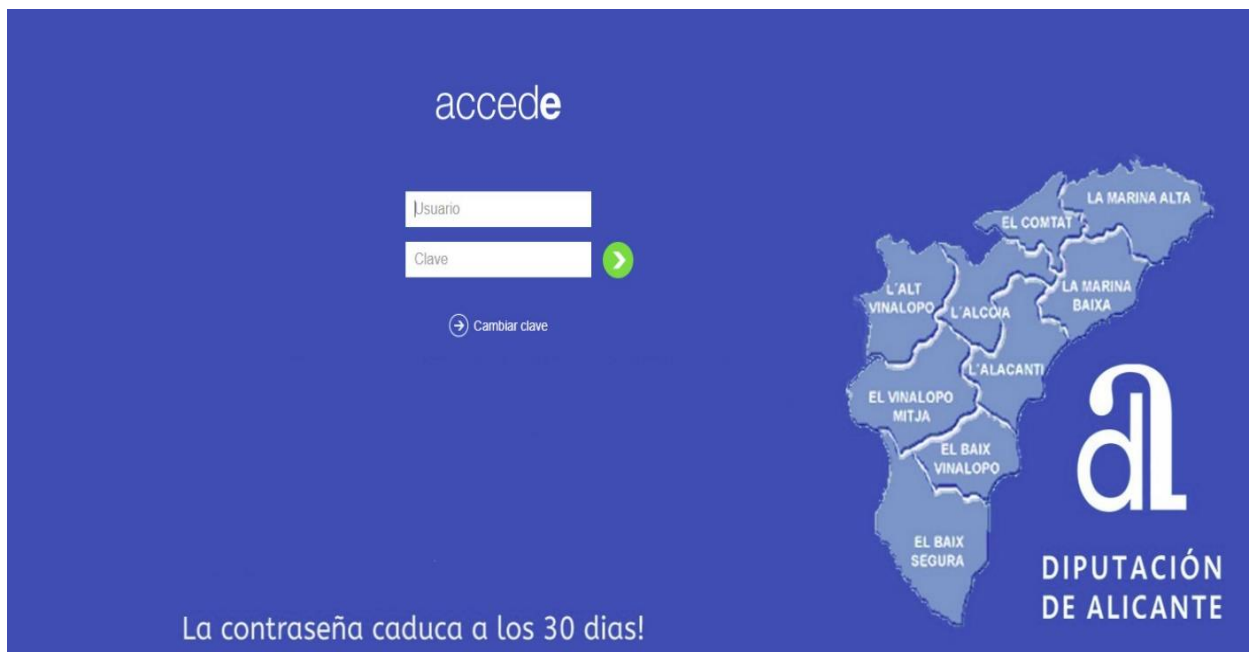 accede
Usuario
Clave
Cambiar clave
La contraseña caduca a los 30 dias!
LA MARINA ALTA
EL COMTAT
LA MARINA
BAIXA
L´ALT
VINALOPO
L´ALCOIA
L´ALACANTI
EL VINALOPO
MITJA
EL BAIX
VINALOPO
EL BAIX
SEGURA
DIPUTACIÓN
DE ALICANTE